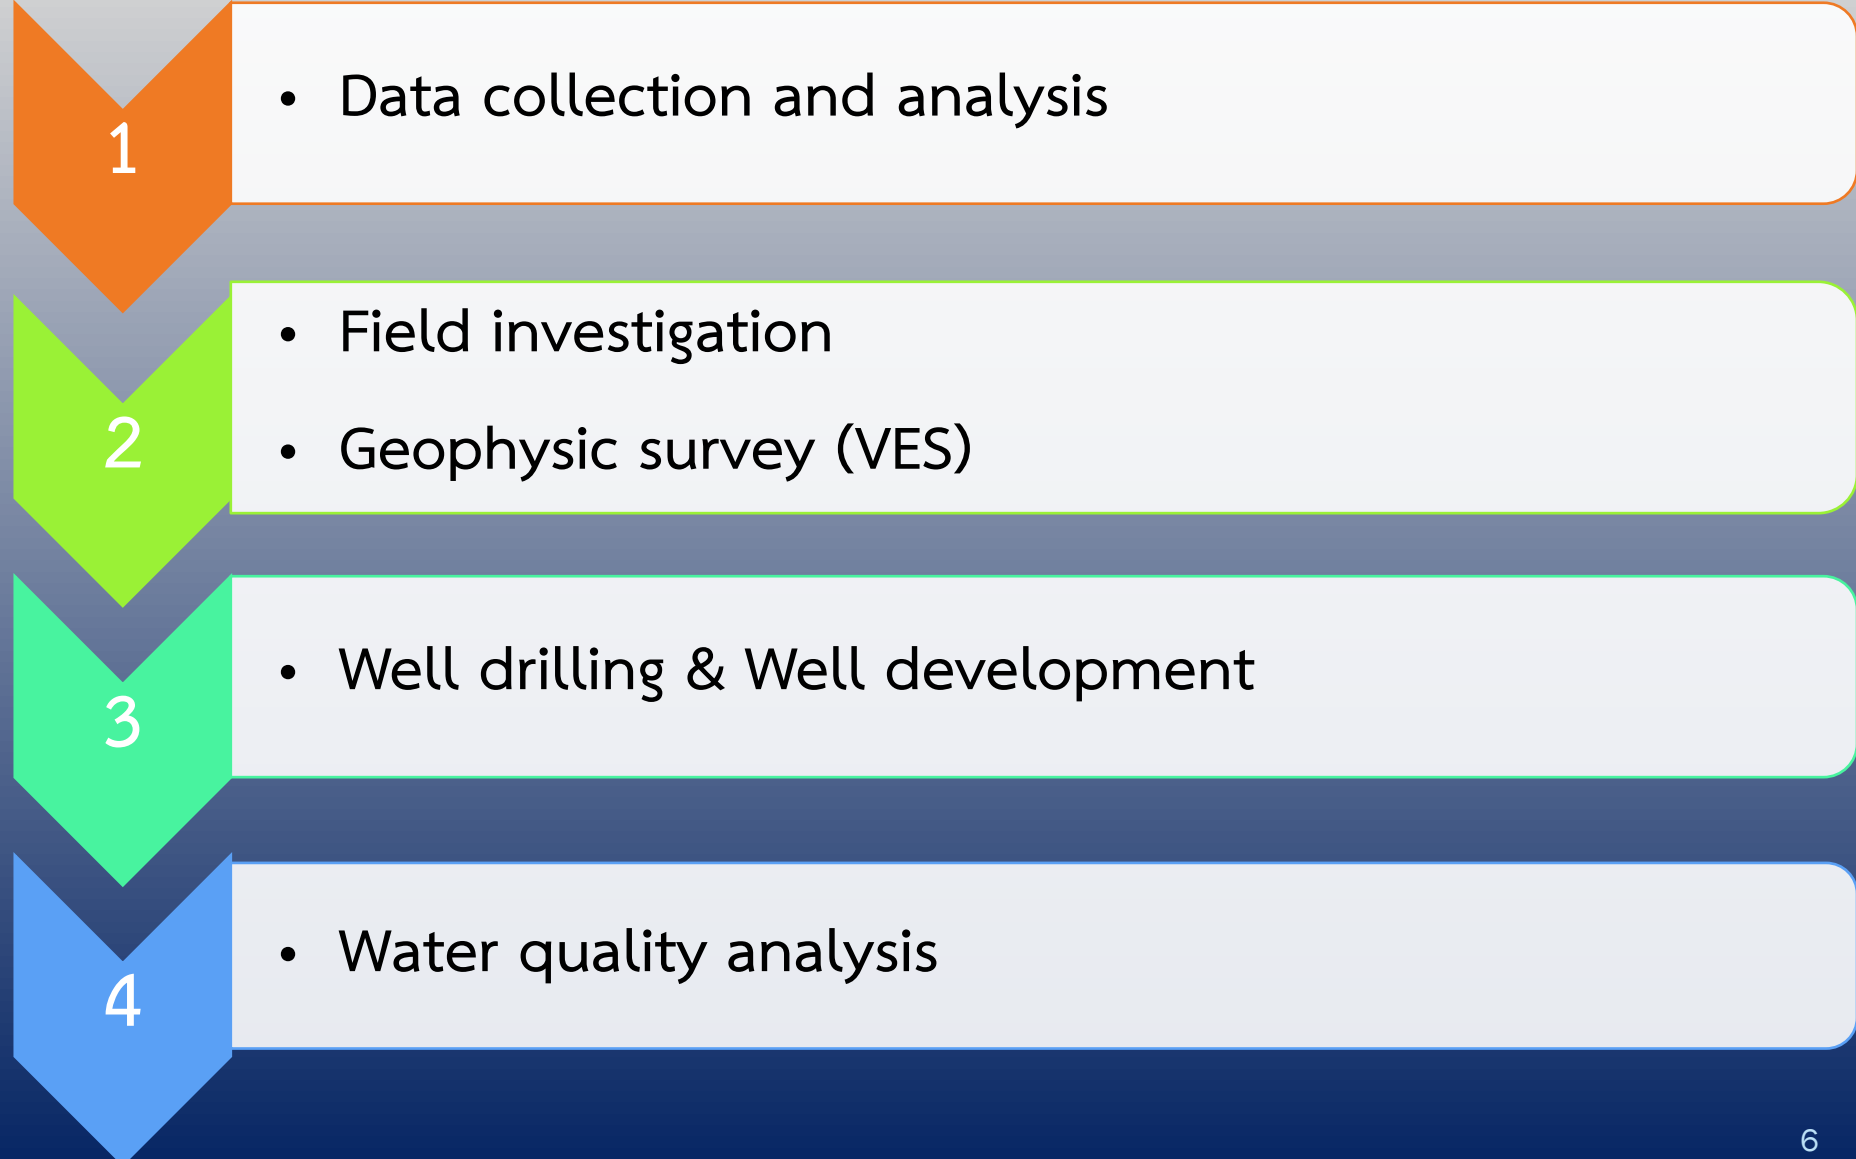 1
• Data collection and analysis
2
• Field investigation
• Geophysic survey (VES)
3
• Well drilling & Well development
4
• Water quality analysis
6